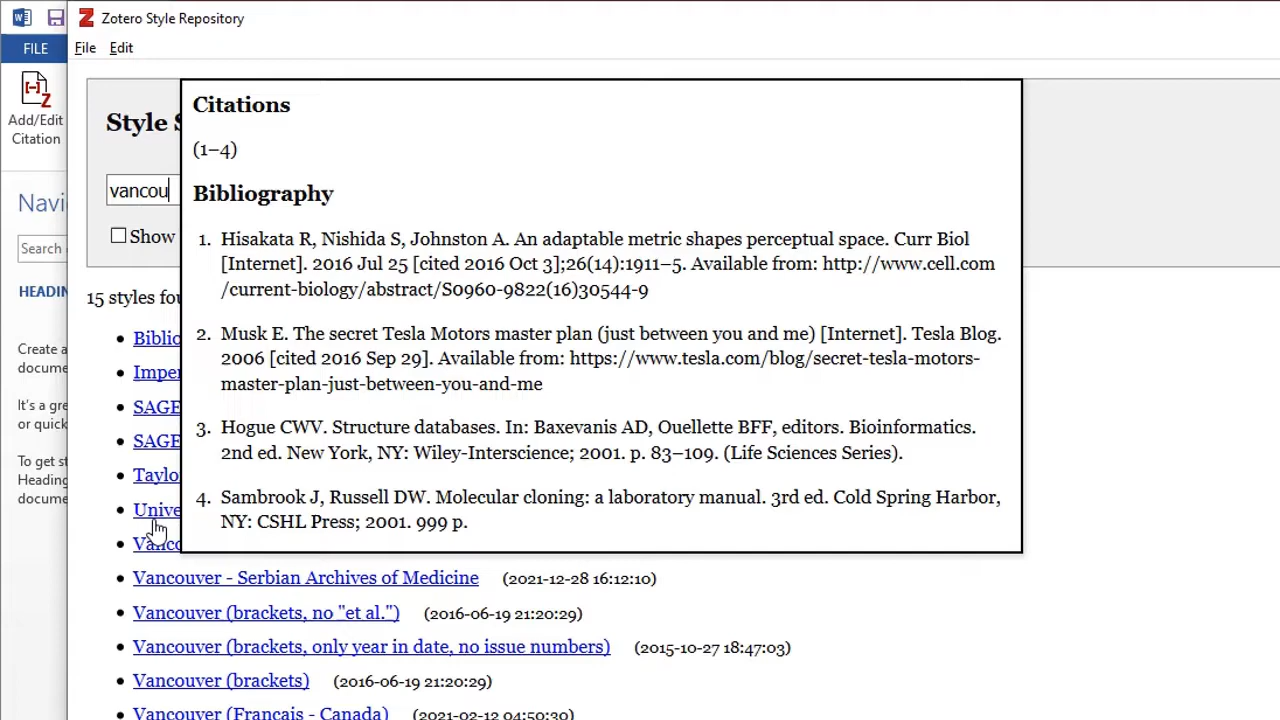 Zotero Style Repository
FILE
File Edit
Add/Edit
Citation
Style S
vancou
Show
Navi
Search
HEADIN
Create a
docume
It's a gre
or quick
To get st
Heading
docume
Citations
(1–4)
Bibliography
1. Hisakata R, Nishida S, Johnston A. An adaptable metric shapes perceptual space. Curr Biol
[Internet]. 2016 Jul 25 [cited 2016 Oct 3];26(14):1911–5. Available from: http://www.cell.com
/current-biology/abstract/S0960-9822(16)30544-9
2. Musk E. The secret Tesla Motors master plan (just between you and me) [Internet]. Tesla Blog.
2006 [cited 2016 Sep 29]. Available from: https://www.tesla.com/blog/secret-tesla-motors-
master-plan-just-between-you-and-me
3. Hogue CWV. Structure databases. In: Baxevanis AD, Ouellette BFF, editors. Bioinformatics.
2nd ed. New York, NY: Wiley-Interscience; 2001. p. 83–109. (Life Sciences Series).
4. Sambrook J, Russell DW. Molecular cloning: a laboratory manual. 3rd ed. Cold Spring Harbor,
NY: CSHL Press; 2001. 999 p.
15 styles fou
Biblio
Imper
SAGE
SAGE
Taylo
Unive
Vanco
Vancouver - Serbian Archives of Medicine (2021-12-28 16:12:10)
Vancouver (brackets, no "et al.") (2016-06-19 21:20:29)
Vancouver (brackets, only year in date, no issue numbers) (2015-10-27 18:47:03)
Vancouver (brackets) (2016-06-19 21:20:29)
Vancouver (Français - Canada) (2021-02-12 04:50:30)